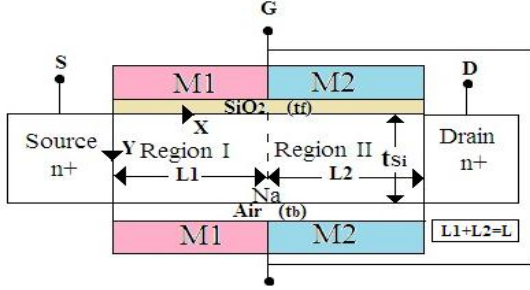 G
S
D
M1 M2
SiO₂ (tf)
X
Source
n+
Y
Region I
Region II
tSi
Drain
n+
L1
L2
Na
Air (tb)
M1 M2
L1+L2=L